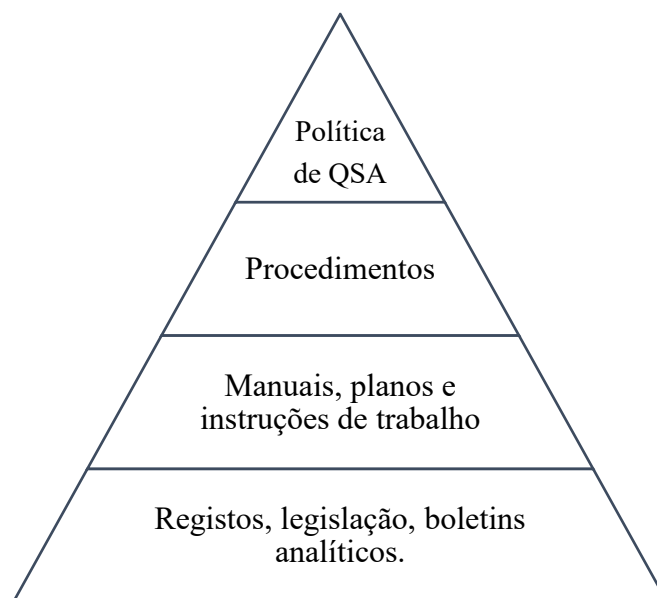 Política
de QSA
Procedimentos
Manuais, planos e
instruções de trabalho
Registos, legislação, boletins
analíticos.